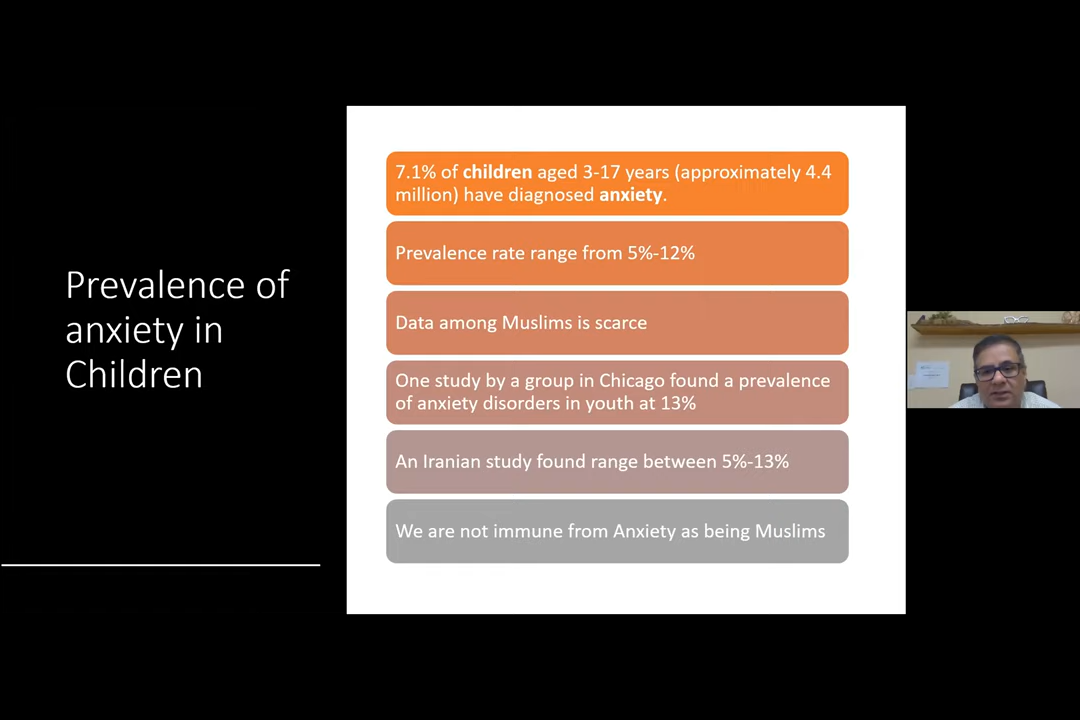 Prevalence of
anxiety in
Children
7.1% of children aged 3-17 years (approximately 4.4
million) have diagnosed anxiety.
Prevalence rate range from 5%-12%
Data among Muslims is scarce
One study by a group in Chicago found a prevalence
of anxiety disorders in youth at 13%
An Iranian study found range between 5%-13%
We are not immune from Anxiety as being Muslims